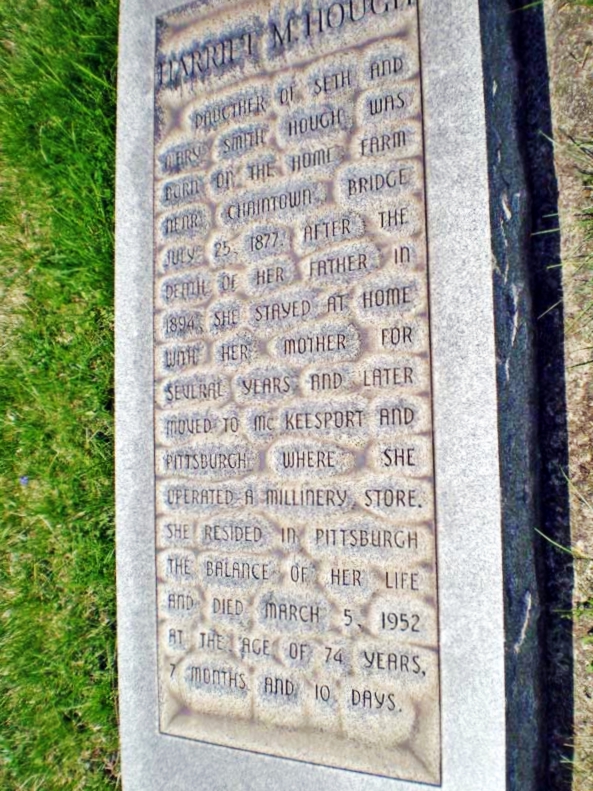 HARRIET M. HOUGH
DAUGTHER OF SETH AND
MARY SMITH HOUGH WAS
BORN ON THE HOME FARM
NEAR CHAINTOWN BRIDGE
JULY 25, 1877. AFTER THE
DEATH OF HER FATHER IN
1894, SHE STAYED AT HOME
WITH HER MOTHER FOR
SEVERAL YEARS AND LATER
MOVED TO MCKEESPORT AND
PITTSBURGH WHERE SHE
OPERATED A MILLINERY STORE.
SHE RESIDED IN PITTSBURGH
THE BALANCE OF HER LIFE
AND DIED MARCH 5, 1952
AT THE AGE OF 74 YEARS,
7 MONTHS AND 10 DAYS.